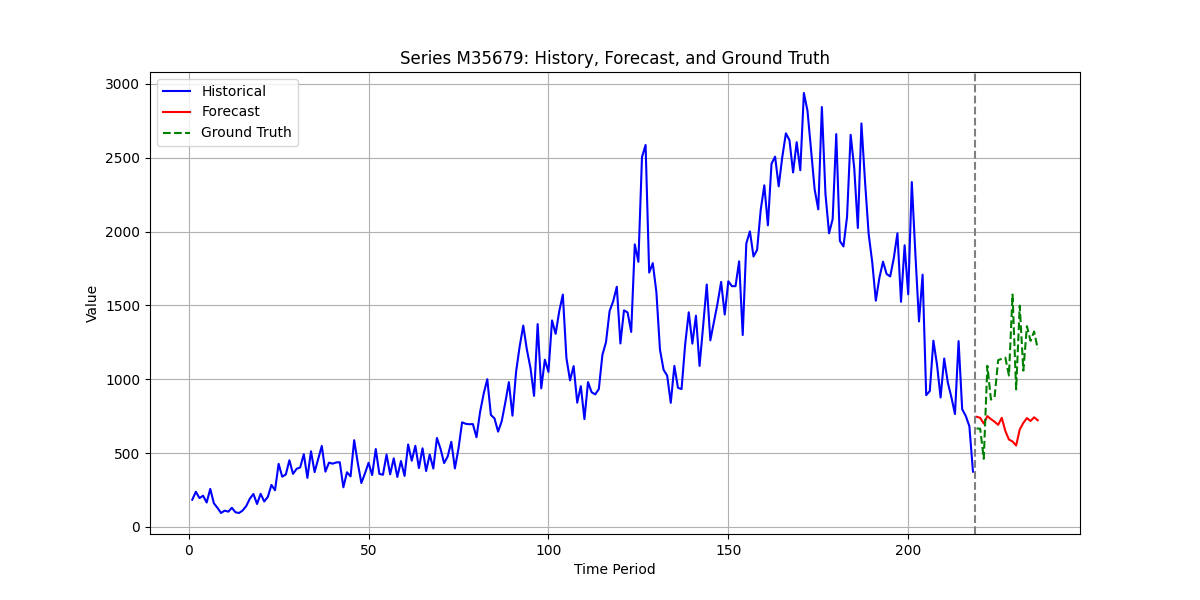 Series M35679: History, Forecast, and Ground Truth
Historical
Forecast
Ground Truth
3000
2500
2000
1500
1000
500
0
Value
0 50 100 150 200
Time Period